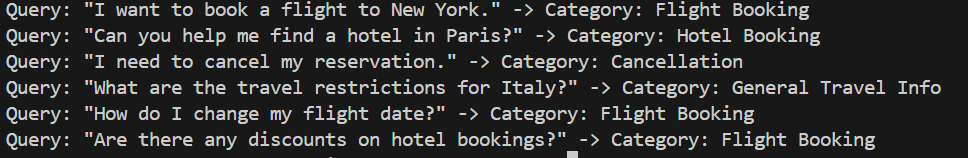 Query: "I want to book a flight to New York." -> Category: Flight Booking
Query: "Can you help me find a hotel in Paris?" -> Category: Hotel Booking
Query: "I need to cancel my reservation." -> Category: Cancellation
Query: "What are the travel restrictions for Italy?" -> Category: General Travel Info
Query: "How do I change my flight date?" -> Category: Flight Booking
Query: "Are there any discounts on hotel bookings?" -> Category: Flight Booking